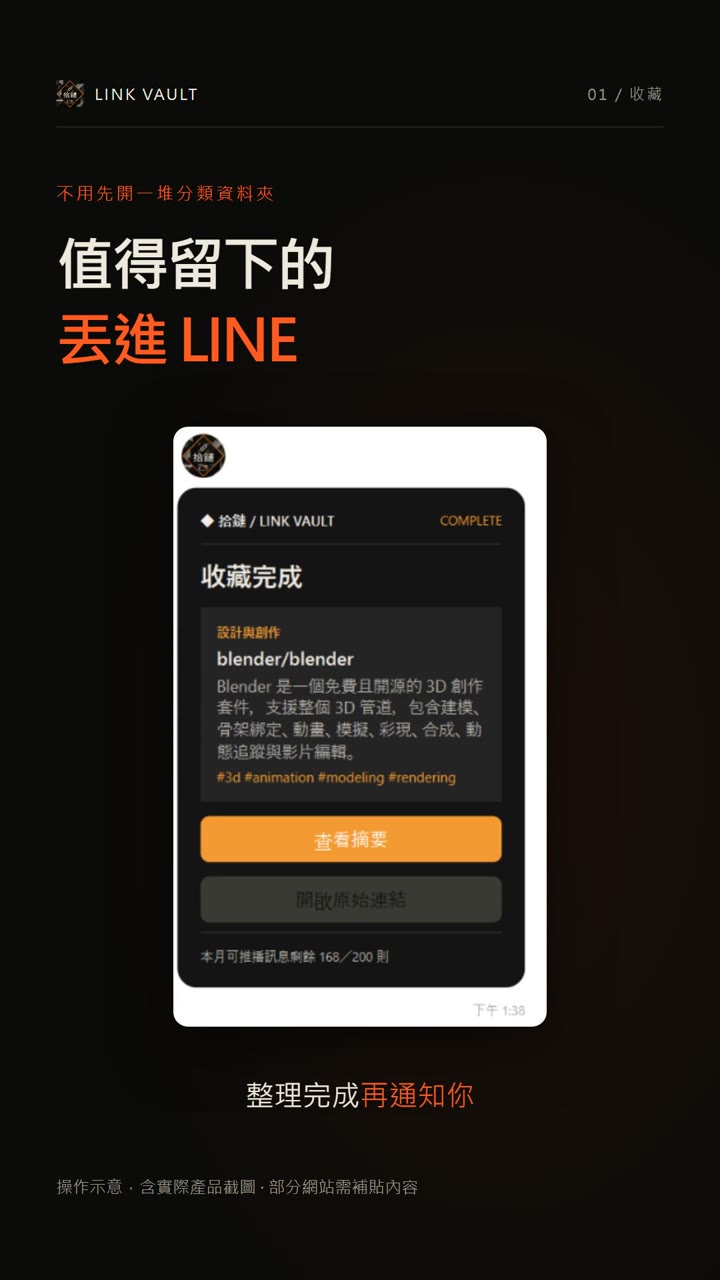 拾鏈 LINK VAULT
01 / 收藏
不用先開一堆分類資料夾
值得留下的
丟進 LINE
拾鏈
◆ 拾鏈 / LINK VAULT
COMPLETE
收藏完成
設計與創作
blender/blender
Blender 是一個免費且開源的 3D 創作
套件，支援整個 3D 管道，包含建模、
骨架綁定、動畫、模擬、彩現、合成、動
態追蹤與影片編輯。
#3d #animation #modeling #rendering
查看摘要
開啟原始連結
本月可推播訊息剩餘 168／200 則
下午 1:38
整理完成再通知你
操作示意 · 含實際產品截圖 · 部分網站需補貼內容